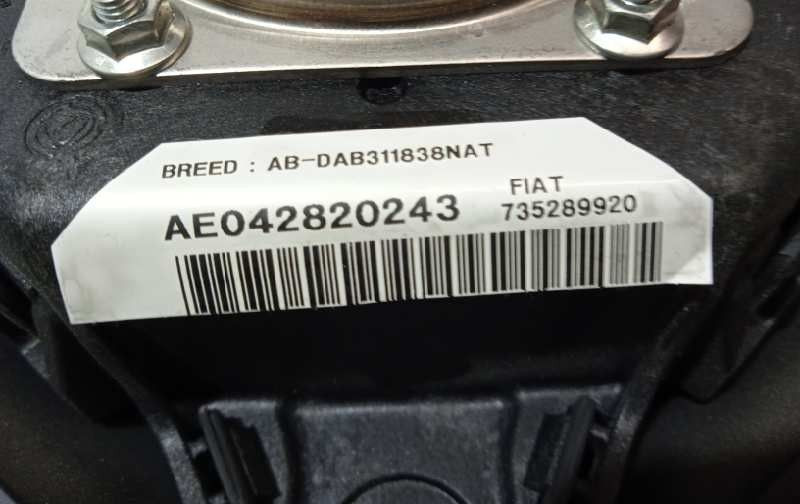 BREED : AB-DAB311838NAT
FIAT
AE042820243 735289920